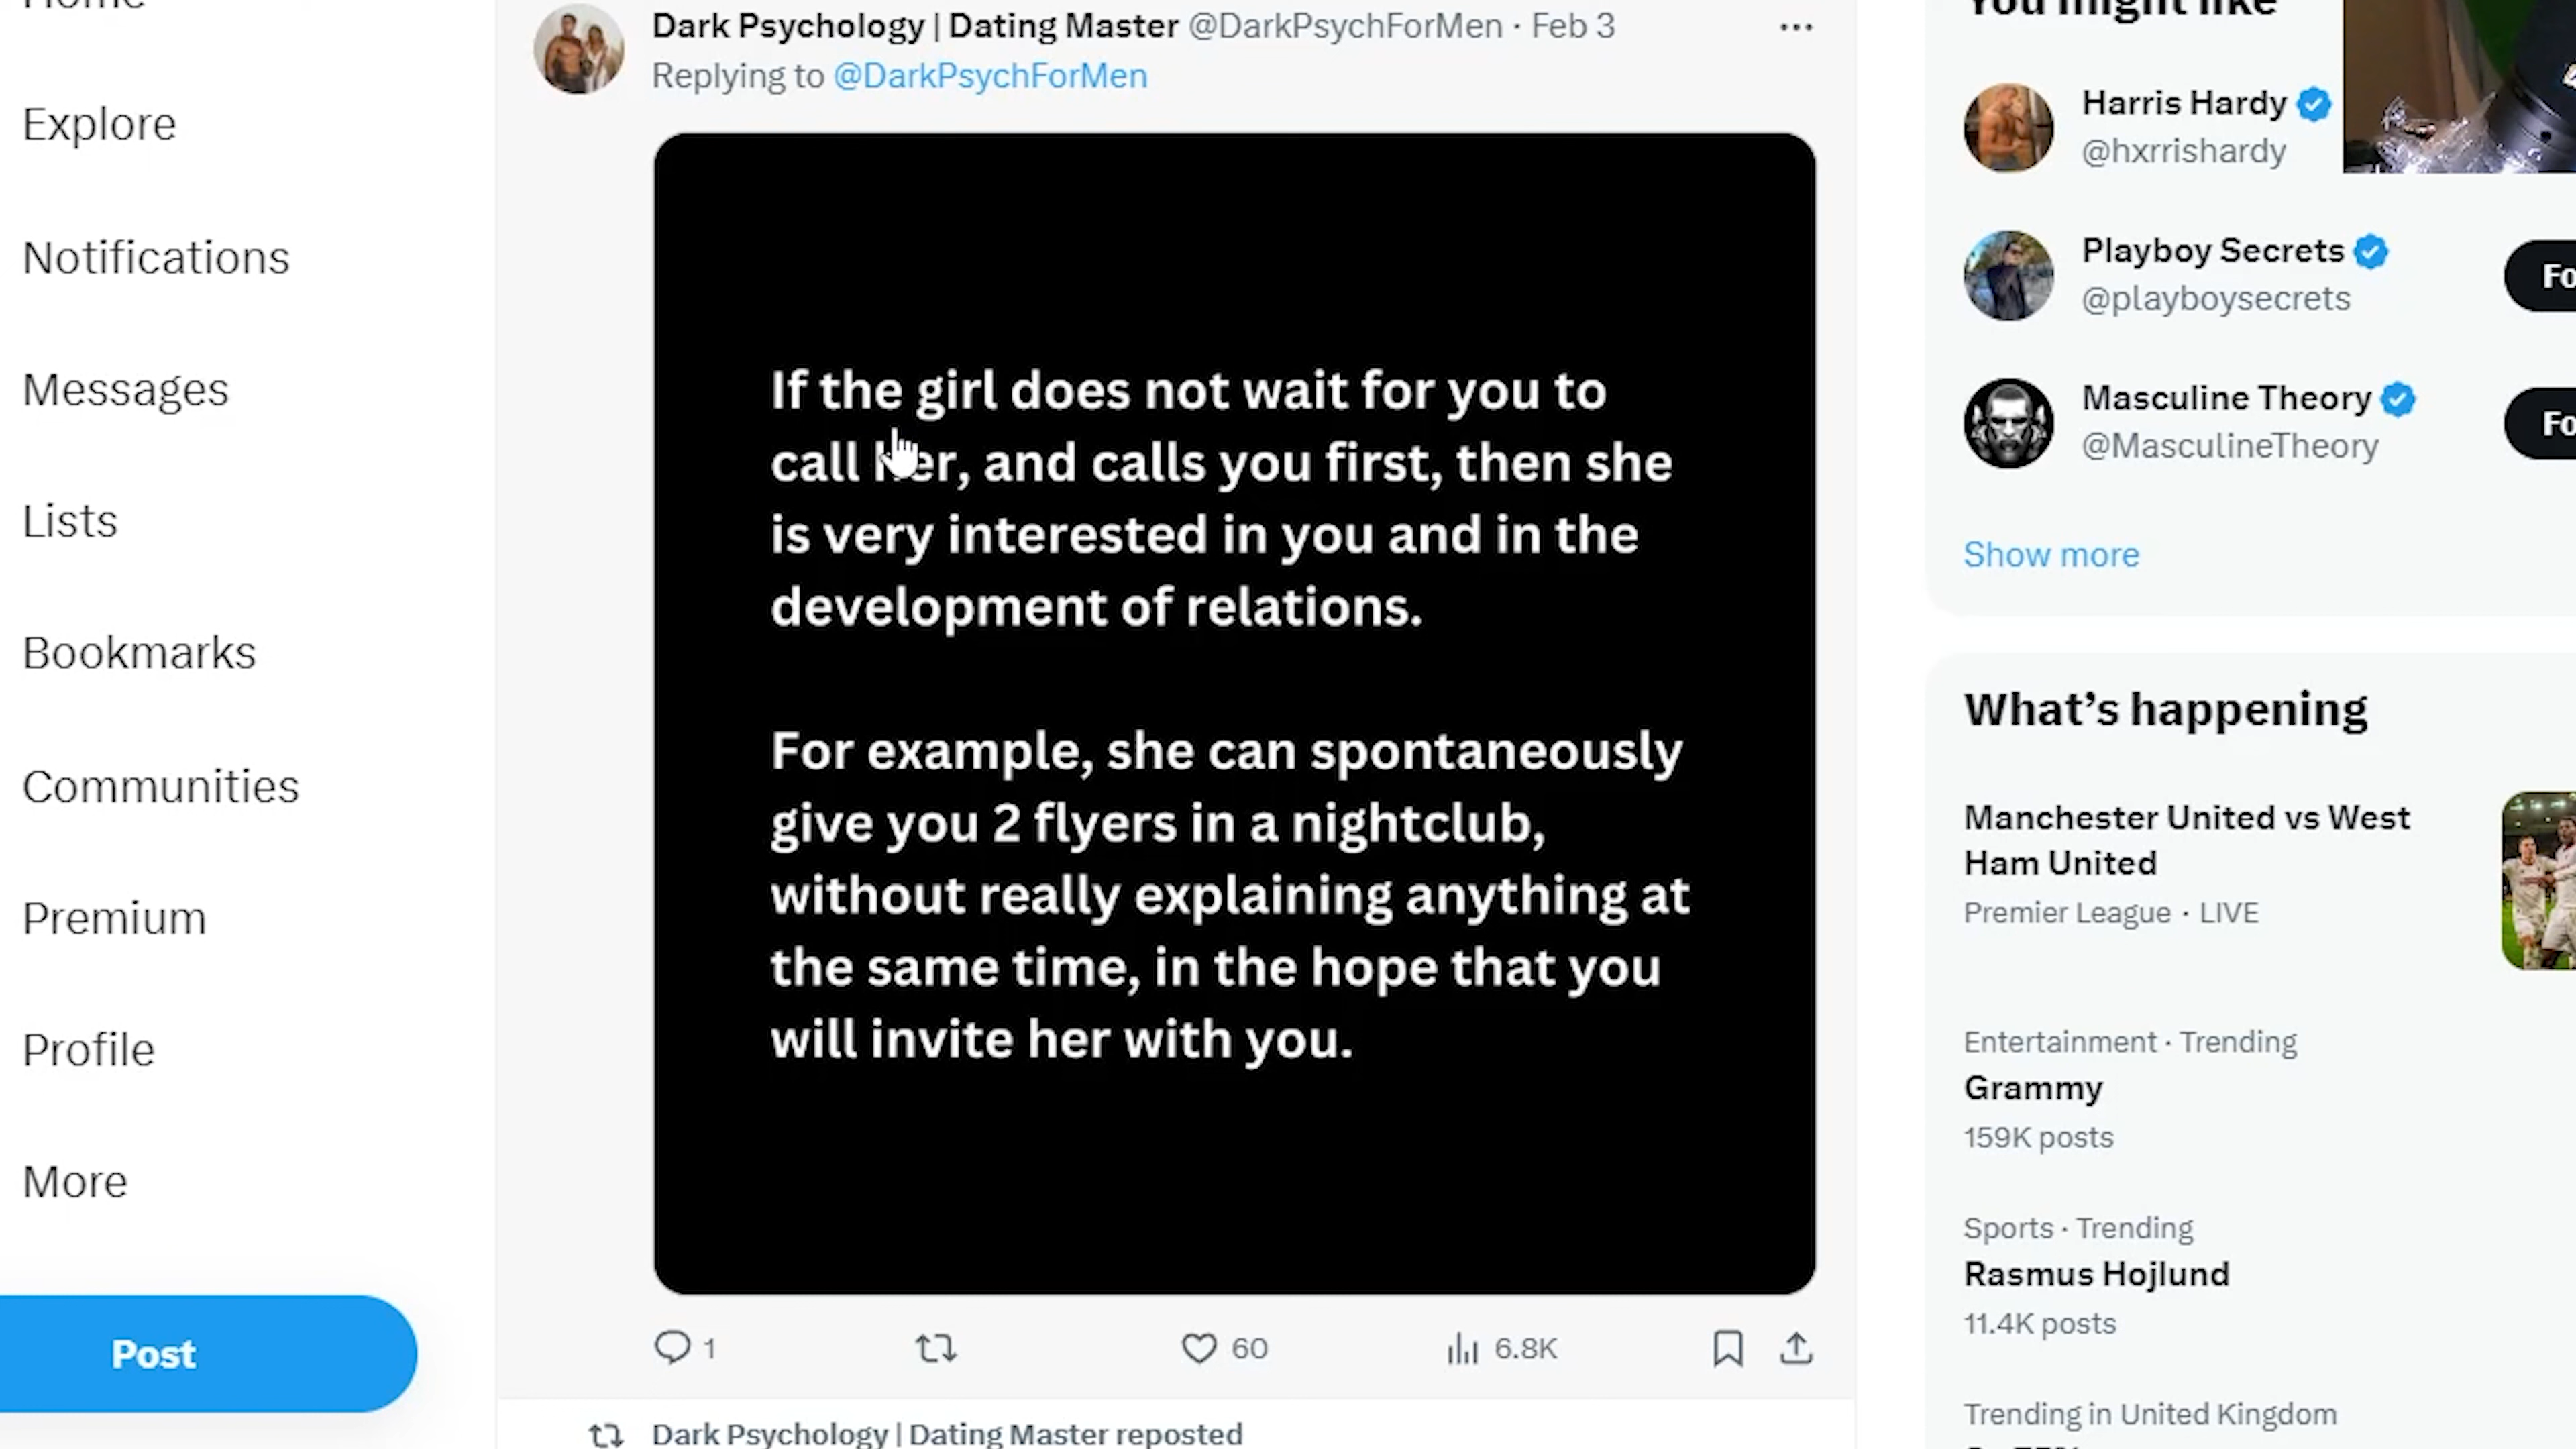 Explore
Notifications
Messages
Lists
Bookmarks
Communities
Premium
Profile
More
Post
Dark Psychology | Dating Master @DarkPsychForMen · Feb 3
Replying to @DarkPsychForMen
If the girl does not wait for you to
call her, and calls you first, then she
is very interested in you and in the
development of relations.
For example, she can spontaneously
give you 2 flyers in a nightclub,
without really explaining anything at
the same time, in the hope that you
will invite her with you.
1
60
6.8K
Dark Psychology | Dating Master reposted
You might like
Harris Hardy
@hxrrishardy
Playboy Secrets
@playboysecrets
Fo
Masculine Theory
@MasculineTheory
Fo
Show more
What's happening
Manchester United vs West
Ham United
Premier League · LIVE
Entertainment · Trending
Grammy
159K posts
Sports · Trending
Rasmus Hojlund
11.4K posts
Trending in United Kingdom